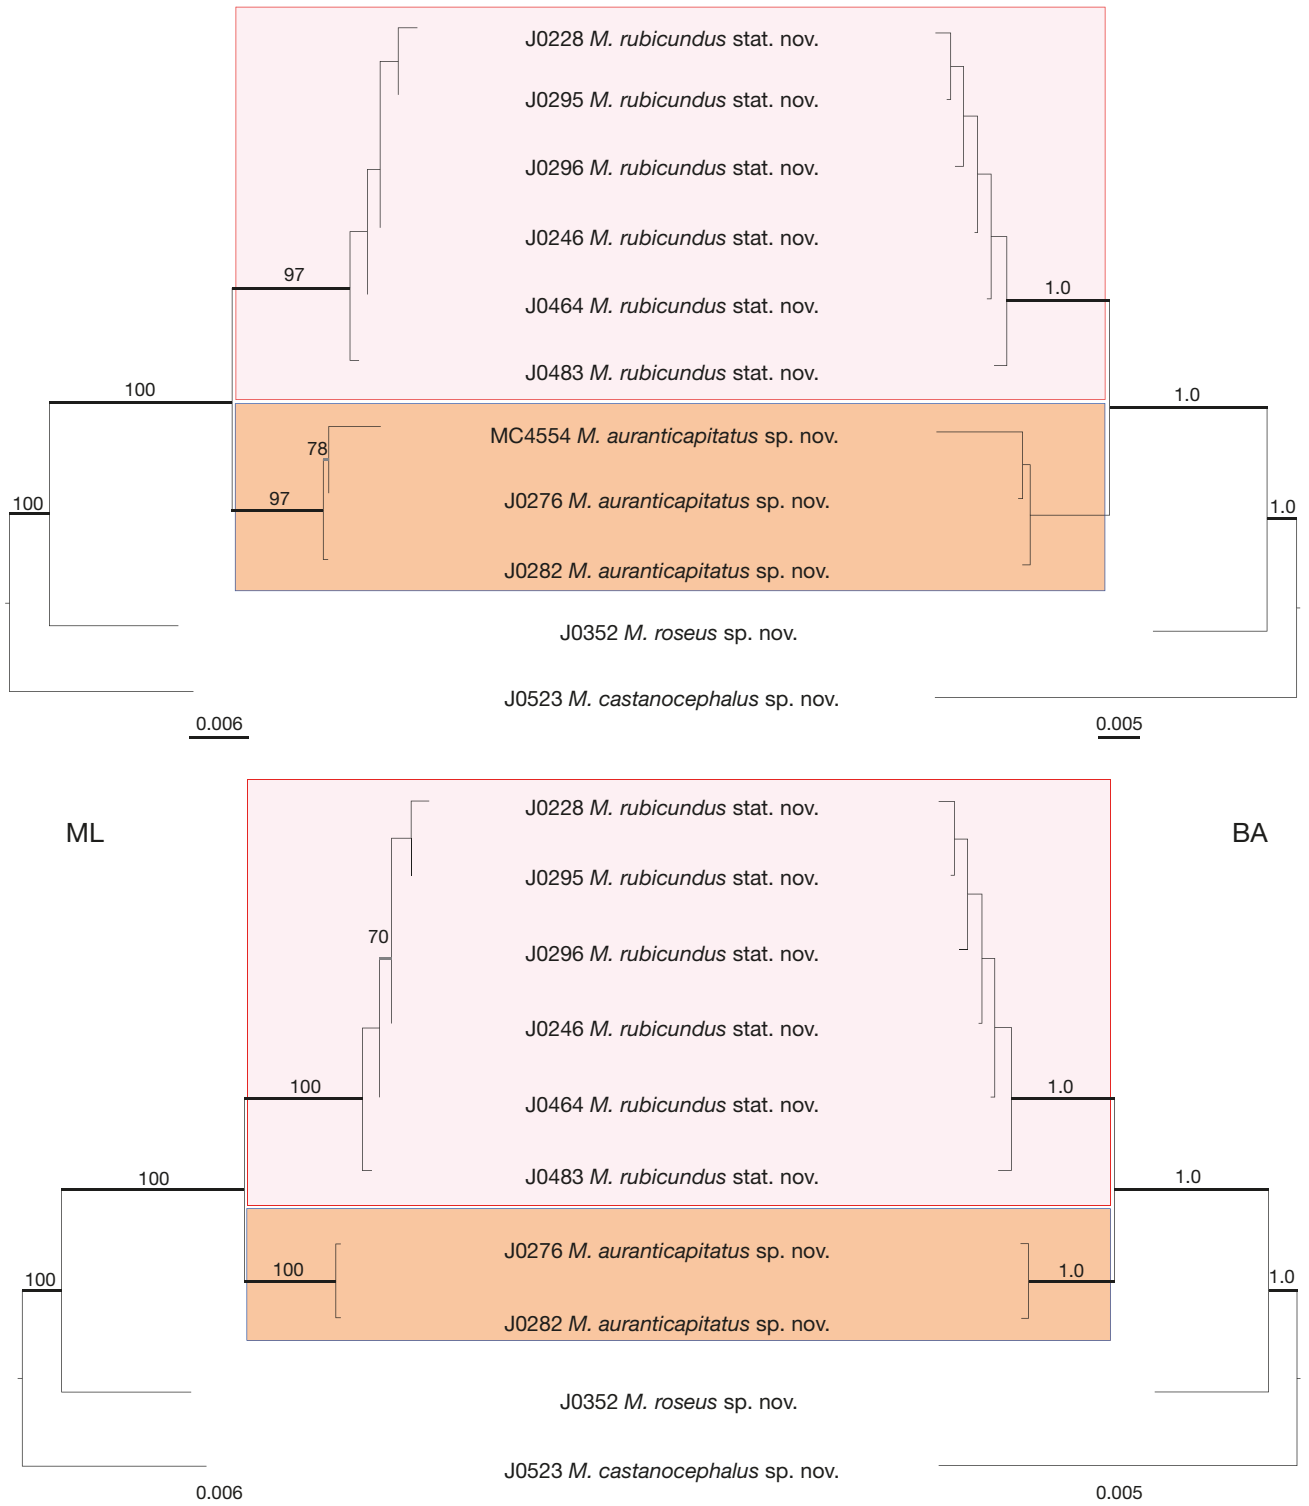 J0228 M. rubicundus stat. nov.
J0295 M. rubicundus stat. nov.
J0296 M. rubicundus stat. nov.
J0246 M. rubicundus stat. nov.
97
1.0
J0464 M. rubicundus stat. nov.
J0483 M. rubicundus stat. nov.
100
1.0
MC4554 M. auranticapitatus sp. nov.
78
97
J0276 M. auranticapitatus sp. nov.
100
1.0
J0282 M. auranticapitatus sp. nov.
J0352 M. roseus sp. nov.
J0523 M. castanocephalus sp. nov.
0.006
0.005
J0228 M. rubicundus stat. nov.
ML
BA
J0295 M. rubicundus stat. nov.
70
J0296 M. rubicundus stat. nov.
J0246 M. rubicundus stat. nov.
100
1.0
J0464 M. rubicundus stat. nov.
100
1.0
J0483 M. rubicundus stat. nov.
J0276 M. auranticapitatus sp. nov.
100
1.0
100
1.0
J0282 M. auranticapitatus sp. nov.
J0352 M. roseus sp. nov.
J0523 M. castanocephalus sp. nov.
0.006
0.005